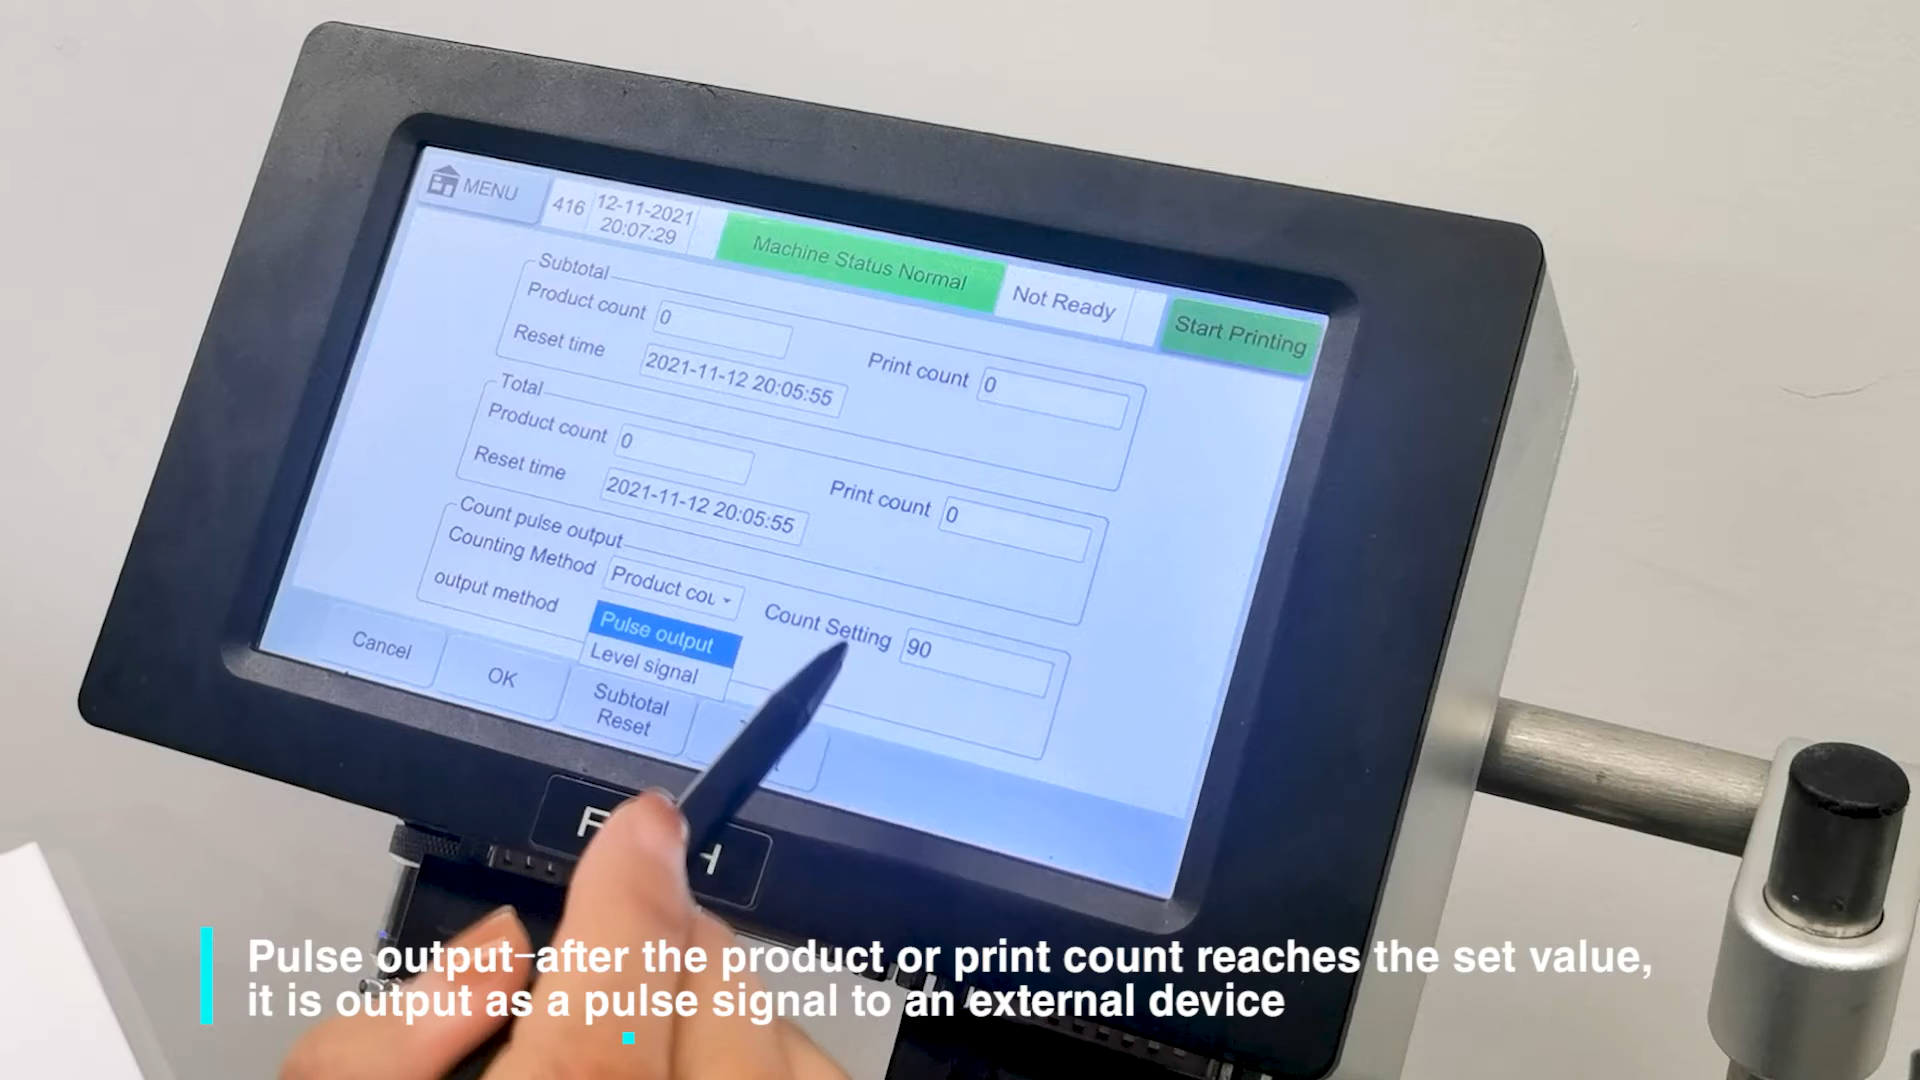 MENU
416
12-11-2021
20:07:29
Machine Status Normal
Not Ready
Start Printing
Subtotal
Product count 0
Print count 0
Reset time 2021-11-12 20:05:55
Total
Product count 0
Print count 0
Reset time 2021-11-12 20:05:55
Count pulse output
Counting Method Product cou
Count Setting 90
output method
Pulse output
Level signal
Cancel
OK
Subtotal
Reset
Pulse output–after the product or print count reaches the set value,
it is output as a pulse signal to an external device